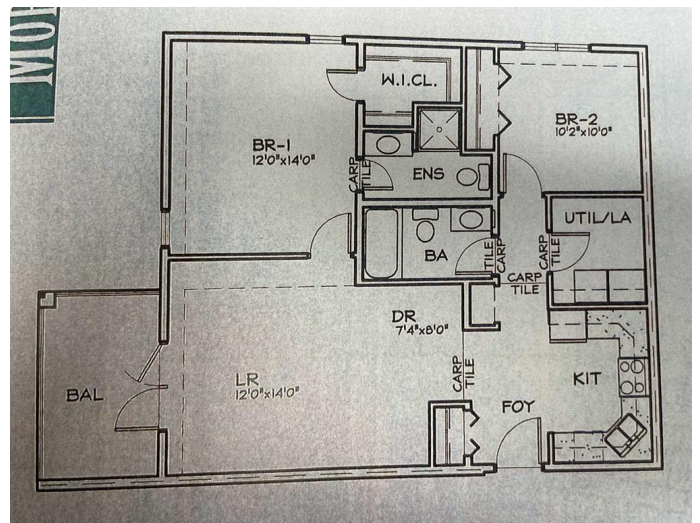 MOR
W.I.CL.
BR-2
10'2"x10'0"
BR-1
12'0"x14'0"
CARP
TILE
ENS
UTIL/LA
BA
TILE
CARP
CARP
TILE
CARP
TILE
DR
7'4"x8'0"
LR
12'0"x14'0"
CARP
TILE
KIT
BAL
FOY